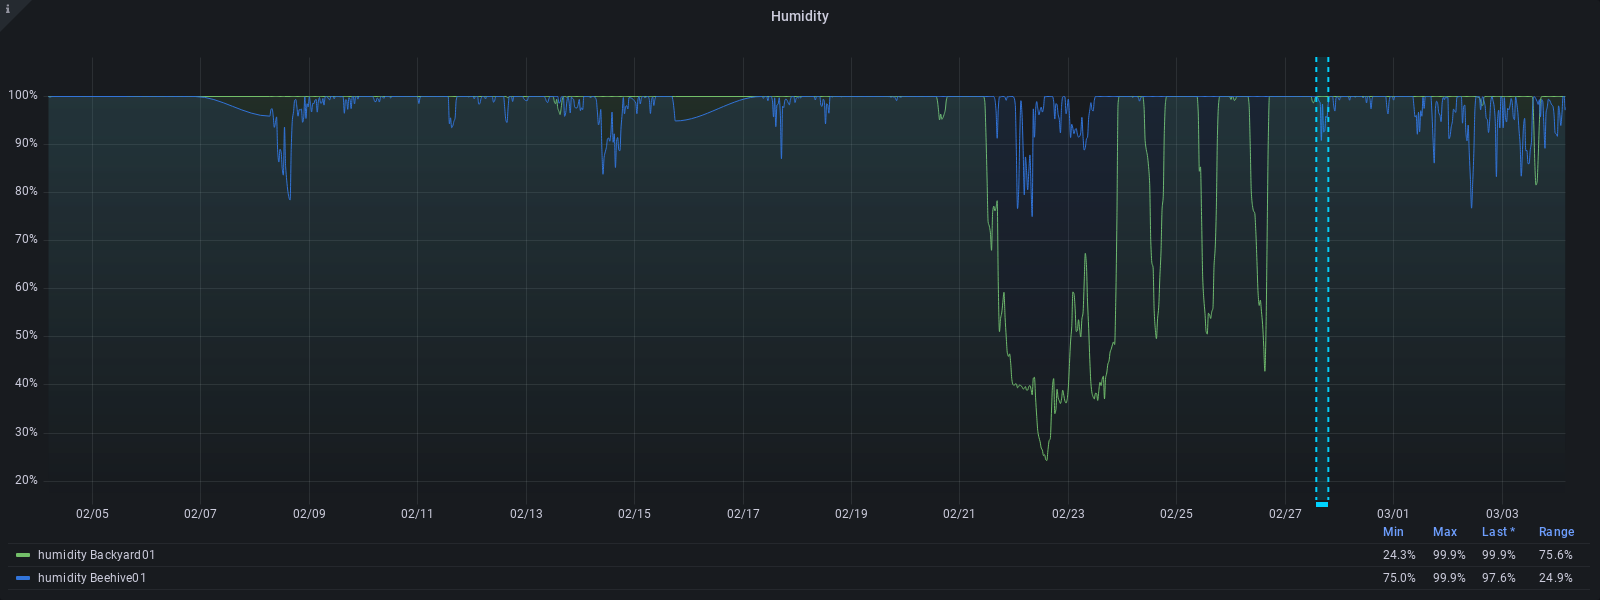 i
Humidity
100%
90%
80%
70%
60%
50%
40%
30%
20%
02/05 02/07 02/09 02/11 02/13 02/15 02/17 02/19 02/21 02/23 02/25 02/27 03/01 03/03
Min Max Last * Range
humidity Backyard01 24.3% 99.9% 99.9% 75.6%
humidity Beehive01 75.0% 99.9% 97.6% 24.9%